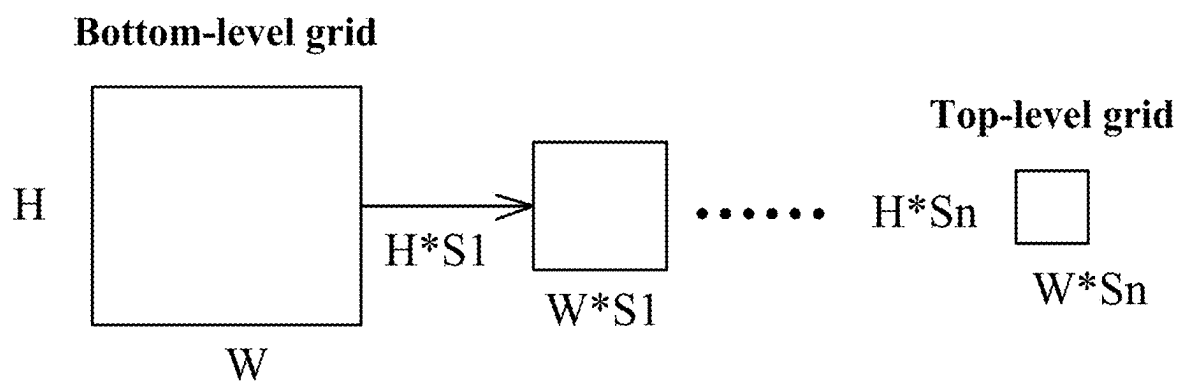 Bottom-level grid
Top-level grid
H
H*S1
W*S1
H*Sn
W*Sn
W